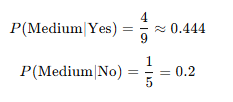 P(Medium|Yes) = 4/9 ≈ 0.444
P(Medium|No) = 1/5 = 0.2